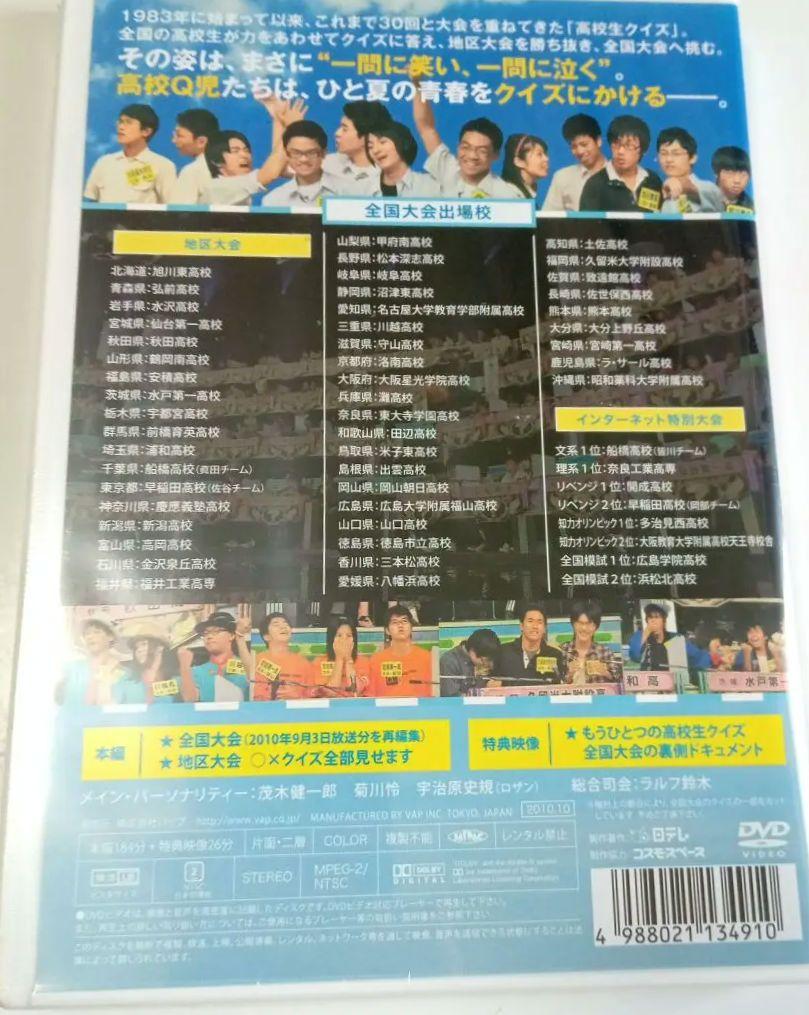 1983年に始まって以来、これまで30回と大会を重ねてきた「高校生クイズ」。
全国の高校生が力をあわせてクイズに答え、地区大会を勝ち抜き、全国大会へ挑む。
その姿は、まさに“一問に笑い、一問に泣く”。
高校Q児たちは、ひと夏の青春をクイズにかける――。
全国大会出場校
地区大会
北海道:旭川東高校
青森県:弘前高校
岩手県:水沢高校
宮城県:仙台第一高校
秋田県:秋田高校
山形県:鶴岡南高校
福島県:安積高校
茨城県:水戸第一高校
栃木県:宇都宮高校
群馬県:前橋育英高校
埼玉県:浦和高校
千葉県:船橋高校(直田チーム)
東京都:早稲田高校(佐谷チーム)
神奈川県:慶應義塾高校
新潟県:新潟高校
富山県:高岡高校
石川県:金沢泉丘高校
福井県:福井工業高専
山梨県:甲府南高校
長野県:松本深志高校
岐阜県:岐阜高校
静岡県:沼津東高校
愛知県:名古屋大学教育学部附属高校
三重県:川越高校
滋賀県:守山高校
京都府:洛南高校
大阪府:大阪星光学院高校
兵庫県:灘高校
奈良県:東大寺学園高校
和歌山県:田辺高校
鳥取県:米子東高校
島根県:出雲高校
岡山県:岡山朝日高校
広島県:広島大学附属福山高校
山口県:山口高校
徳島県:徳島市立高校
香川県:三本松高校
愛媛県:八幡浜高校
高知県:土佐高校
福岡県:久留米大学附設高校
佐賀県:致遠館高校
長崎県:佐世保西高校
熊本県:熊本高校
大分県:大分上野丘高校
宮崎県:宮崎第一高校
鹿児島県:ラ・サール高校
沖縄県:昭和薬科大学附属高校
インターネット特別大会
文系1位:船橋高校(皆川チーム)
理系1位:奈良工業高専
リベンジ1位:開成高校
リベンジ2位:早稲田高校(岡部チーム)
知力オリンピック1位:多治見西高校
知力オリンピック2位:大阪教育大学附属高校天王寺校舎
全国模試1位:広島学院高校
全国模試2位:浜松北高校
和高
水戸第一
本編
★ 全国大会(2010年9月3日放送分を再編集)
★ 地区大会 ○×クイズ全部見せます
特典映像
★ もうひとつの高校生クイズ
全国大会の裏側ドキュメント
メイン・パーソナリティー:茂木健一郎 菊川怜 宇治原史規(ロザン) 総合司会:ラルフ鈴木
http://www.vap.co.jp/ MANUFACTURED BY VAP INC. TOKYO, JAPAN 2010.10
本編184分+特典映像26分 片面・二層 COLOR 複製不能 レンタル禁止
制作著作 日テレ
制作協力 コスモスペース
DVD VIDEO
ビスタサイズ 2 NTSC STEREO MPEG-2/NTSC DOLBY DIGITAL
4 988021 134910